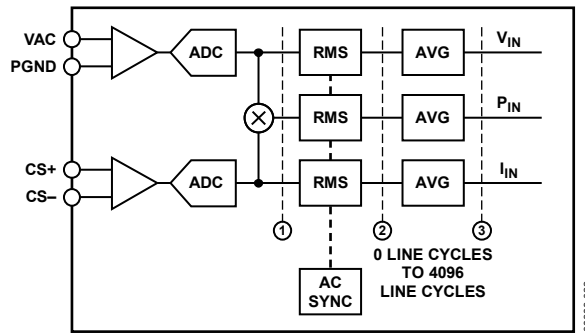 VAC
PGND
ADC
RMS
AVG
VIN
RMS
AVG
PIN
CS+
CS–
ADC
RMS
AVG
IIN
1
2
3
0 LINE CYCLES
TO 4096
LINE CYCLES
AC
SYNC